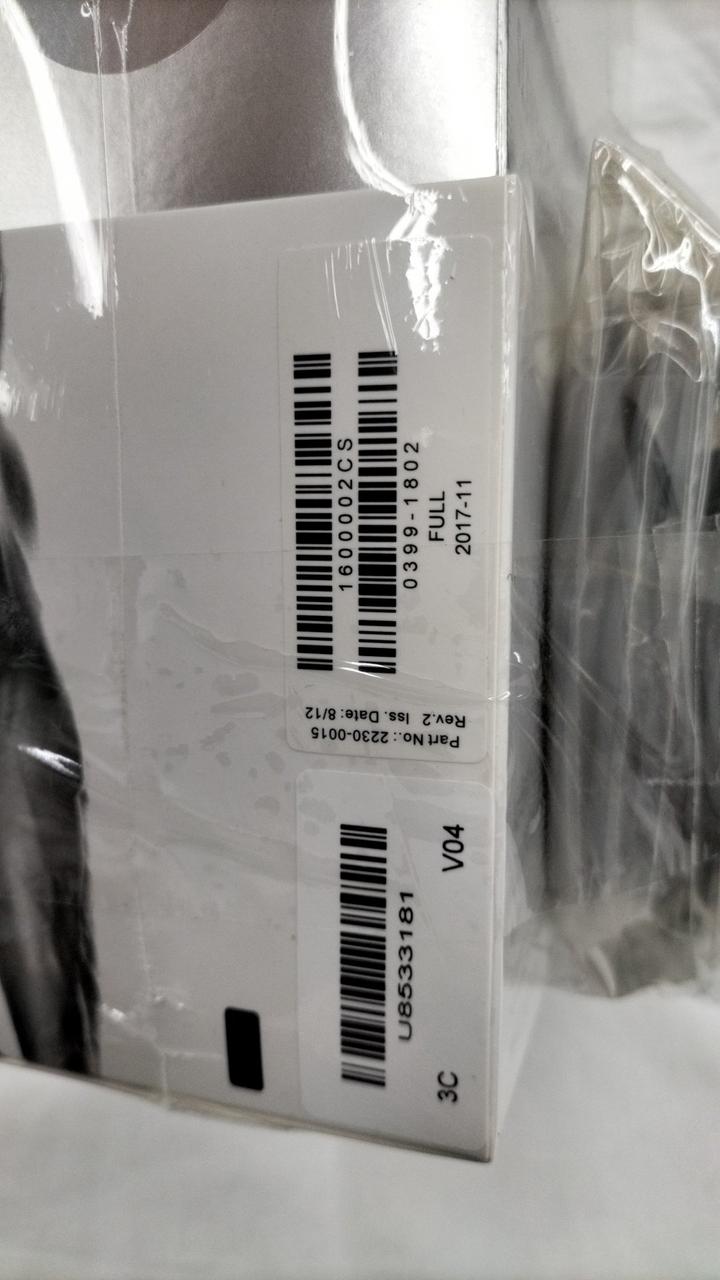 1600002CS
0399-1802
FULL
2017-11
Part No.: 2230-0015
Rev.2 Iss. Date: 8/12
U8533181
3C V04